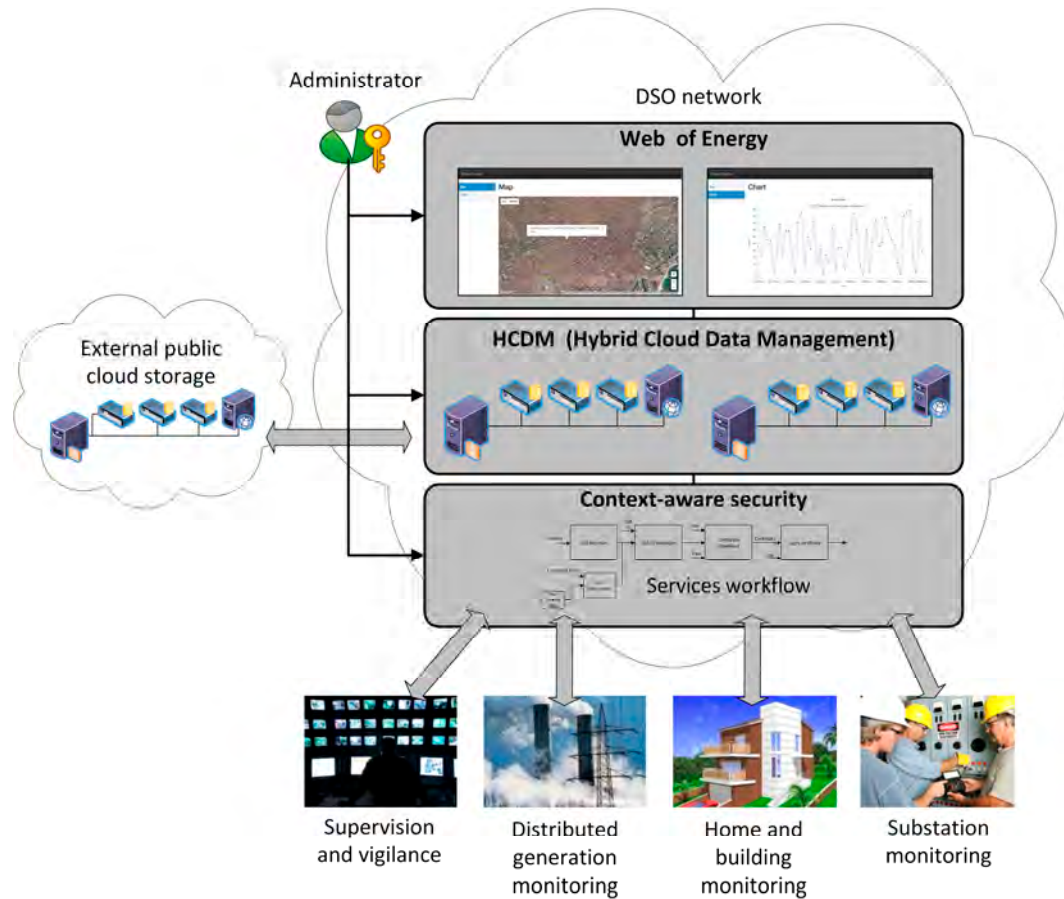 Administrator
DSO network
Web of Energy
Map
Chart
External public
cloud storage
HCDM (Hybrid Cloud Data Management)
Context-aware security
Services workflow
Supervision
and vigilance
Distributed
generation
monitoring
Home and
building
monitoring
Substation
monitoring